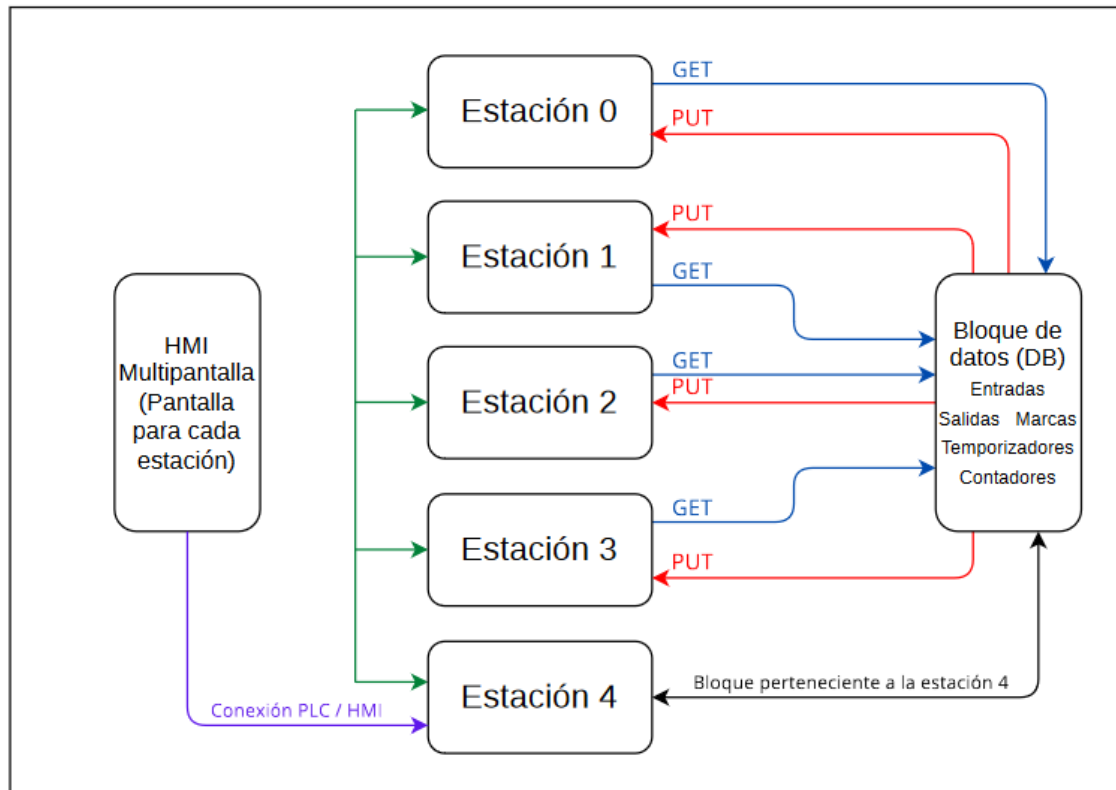 GET
Estación 0
PUT
PUT
Estación 1
GET
HMI
Multipantalla
(Pantalla
para cada
estación)
GET
Estación 2
PUT
Bloque de
datos (DB)
Entradas
Salidas Marcas
Temporizadores
Contadores
GET
Estación 3
PUT
Estación 4
Bloque perteneciente a la estación 4
Conexión PLC / HMI